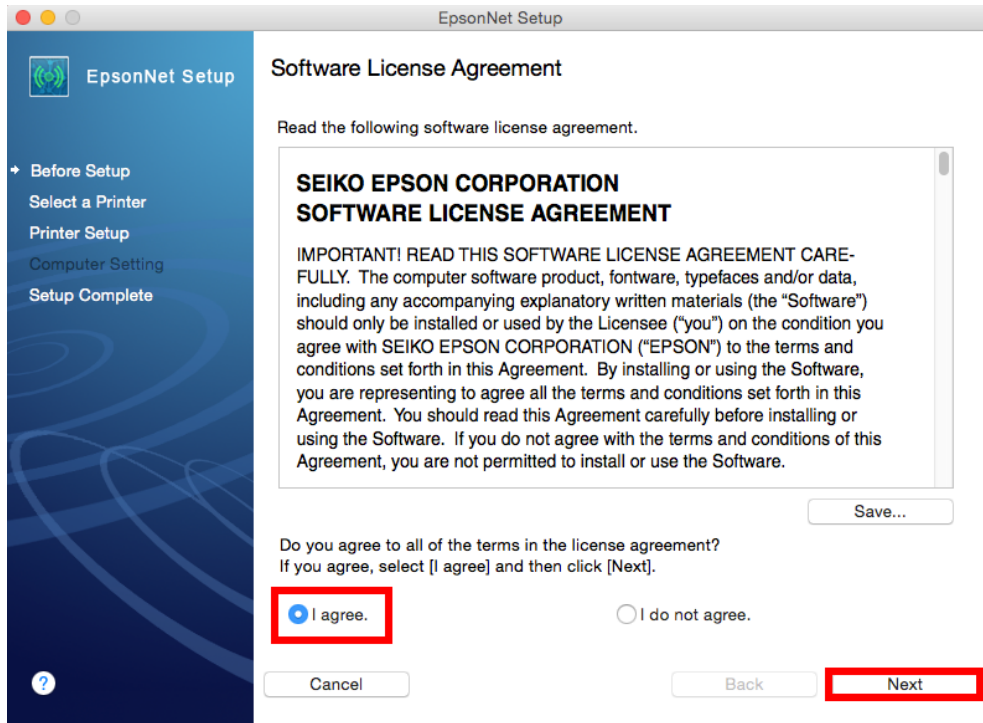 EpsonNet Setup
EpsonNet Setup
Before Setup
Select a Printer
Printer Setup
Computer Setting
Setup Complete
?
Software License Agreement
Read the following software license agreement.
SEIKO EPSON CORPORATION
SOFTWARE LICENSE AGREEMENT
IMPORTANT! READ THIS SOFTWARE LICENSE AGREEMENT CARE-
FULLY. The computer software product, fontware, typefaces and/or data,
including any accompanying explanatory written materials (the “Software”)
should only be installed or used by the Licensee (“you”) on the condition you
agree with SEIKO EPSON CORPORATION (“EPSON”) to the terms and
conditions set forth in this Agreement. By installing or using the Software,
you are representing to agree all the terms and conditions set forth in this
Agreement. You should read this Agreement carefully before installing or
using the Software. If you do not agree with the terms and conditions of this
Agreement, you are not permitted to install or use the Software.
Save...
Do you agree to all of the terms in the license agreement?
If you agree, select [I agree] and then click [Next].
I agree.
I do not agree.
Cancel
Back
Next